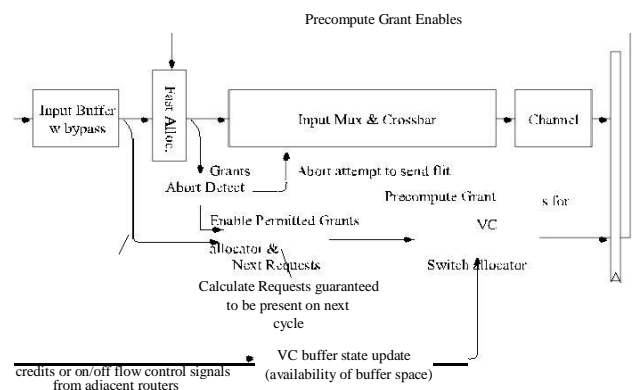 Precompute Grant Enables
Input Buffer
w bypass
Fast Alloc.
Input Mux & Crossbar
Channel
Grants
Abort Detect
Abort attempt to send flit
Precompute Grant
s for
Enable Permitted Grants
VC
allocator &
Next Requests
Switch allocator
Calculate Requests guaranteed
to be present on next
cycle
VC buffer state update
(availability of buffer space)
credits or on/off flow control signals
from adjacent routers